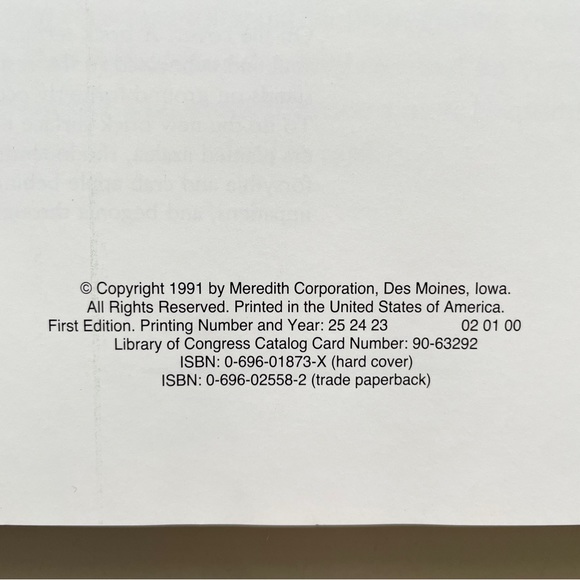 © Copyright 1991 by Meredith Corporation, Des Moines, Iowa.
All Rights Reserved. Printed in the United States of America.
First Edition. Printing Number and Year: 25 24 23 02 01 00
Library of Congress Catalog Card Number: 90-63292
ISBN: 0-696-01873-X (hard cover)
ISBN: 0-696-02558-2 (trade paperback)